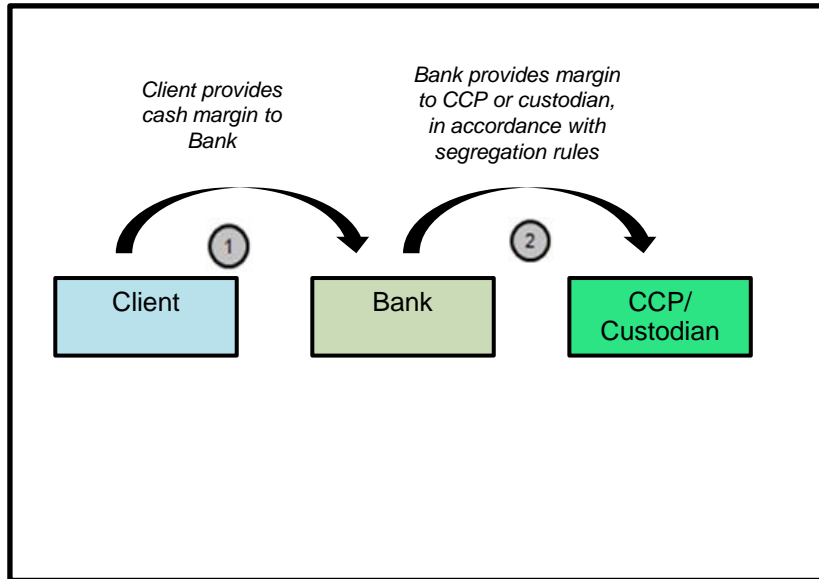 Client provides
cash margin to
Bank
Bank provides margin
to CCP or custodian,
in accordance with
segregation rules
1
2
Client
Bank
CCP/
Custodian